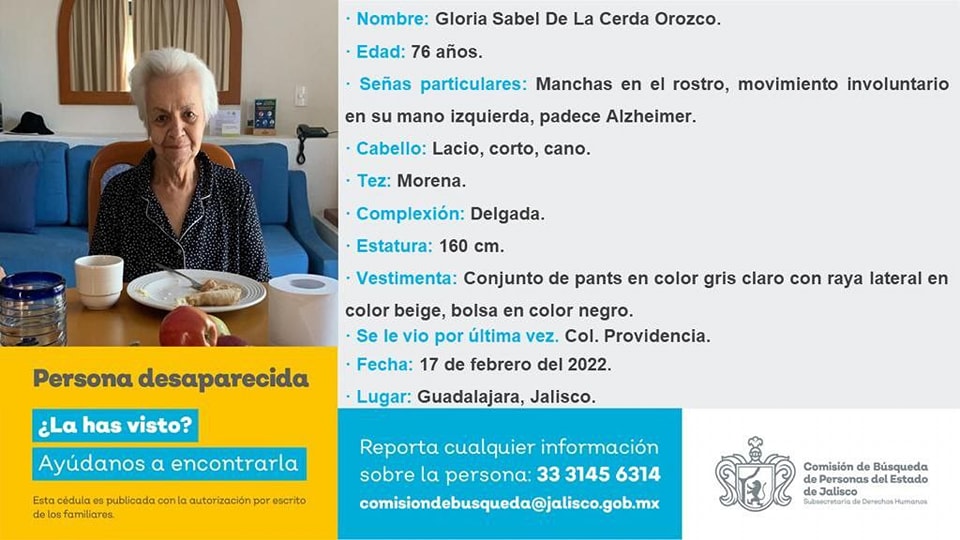 · Nombre: Gloria Sabel De La Cerda Orozco.
· Edad: 76 años.
· Señas particulares: Manchas en el rostro, movimiento involuntario
en su mano izquierda, padece Alzheimer.
· Cabello: Lacio, corto, cano.
· Tez: Morena.
· Complexión: Delgada.
· Estatura: 160 cm.
· Vestimenta: Conjunto de pants en color gris claro con raya lateral en
color beige, bolsa en color negro.
· Se le vio por última vez. Col. Providencia.
· Fecha: 17 de febrero del 2022.
· Lugar: Guadalajara, Jalisco.
Persona desaparecida
¿La has visto?
Ayúdanos a encontrarla
Esta cédula es publicada con la autorización por escrito
de los familiares.
Reporta cualquier información
sobre la persona: 33 3145 6314
comisiondebusqueda@jalisco.gob.mx
Comisión de Búsqueda
de Personas del Estado
de Jalisco
Subsecretaría de Derechos Humanos